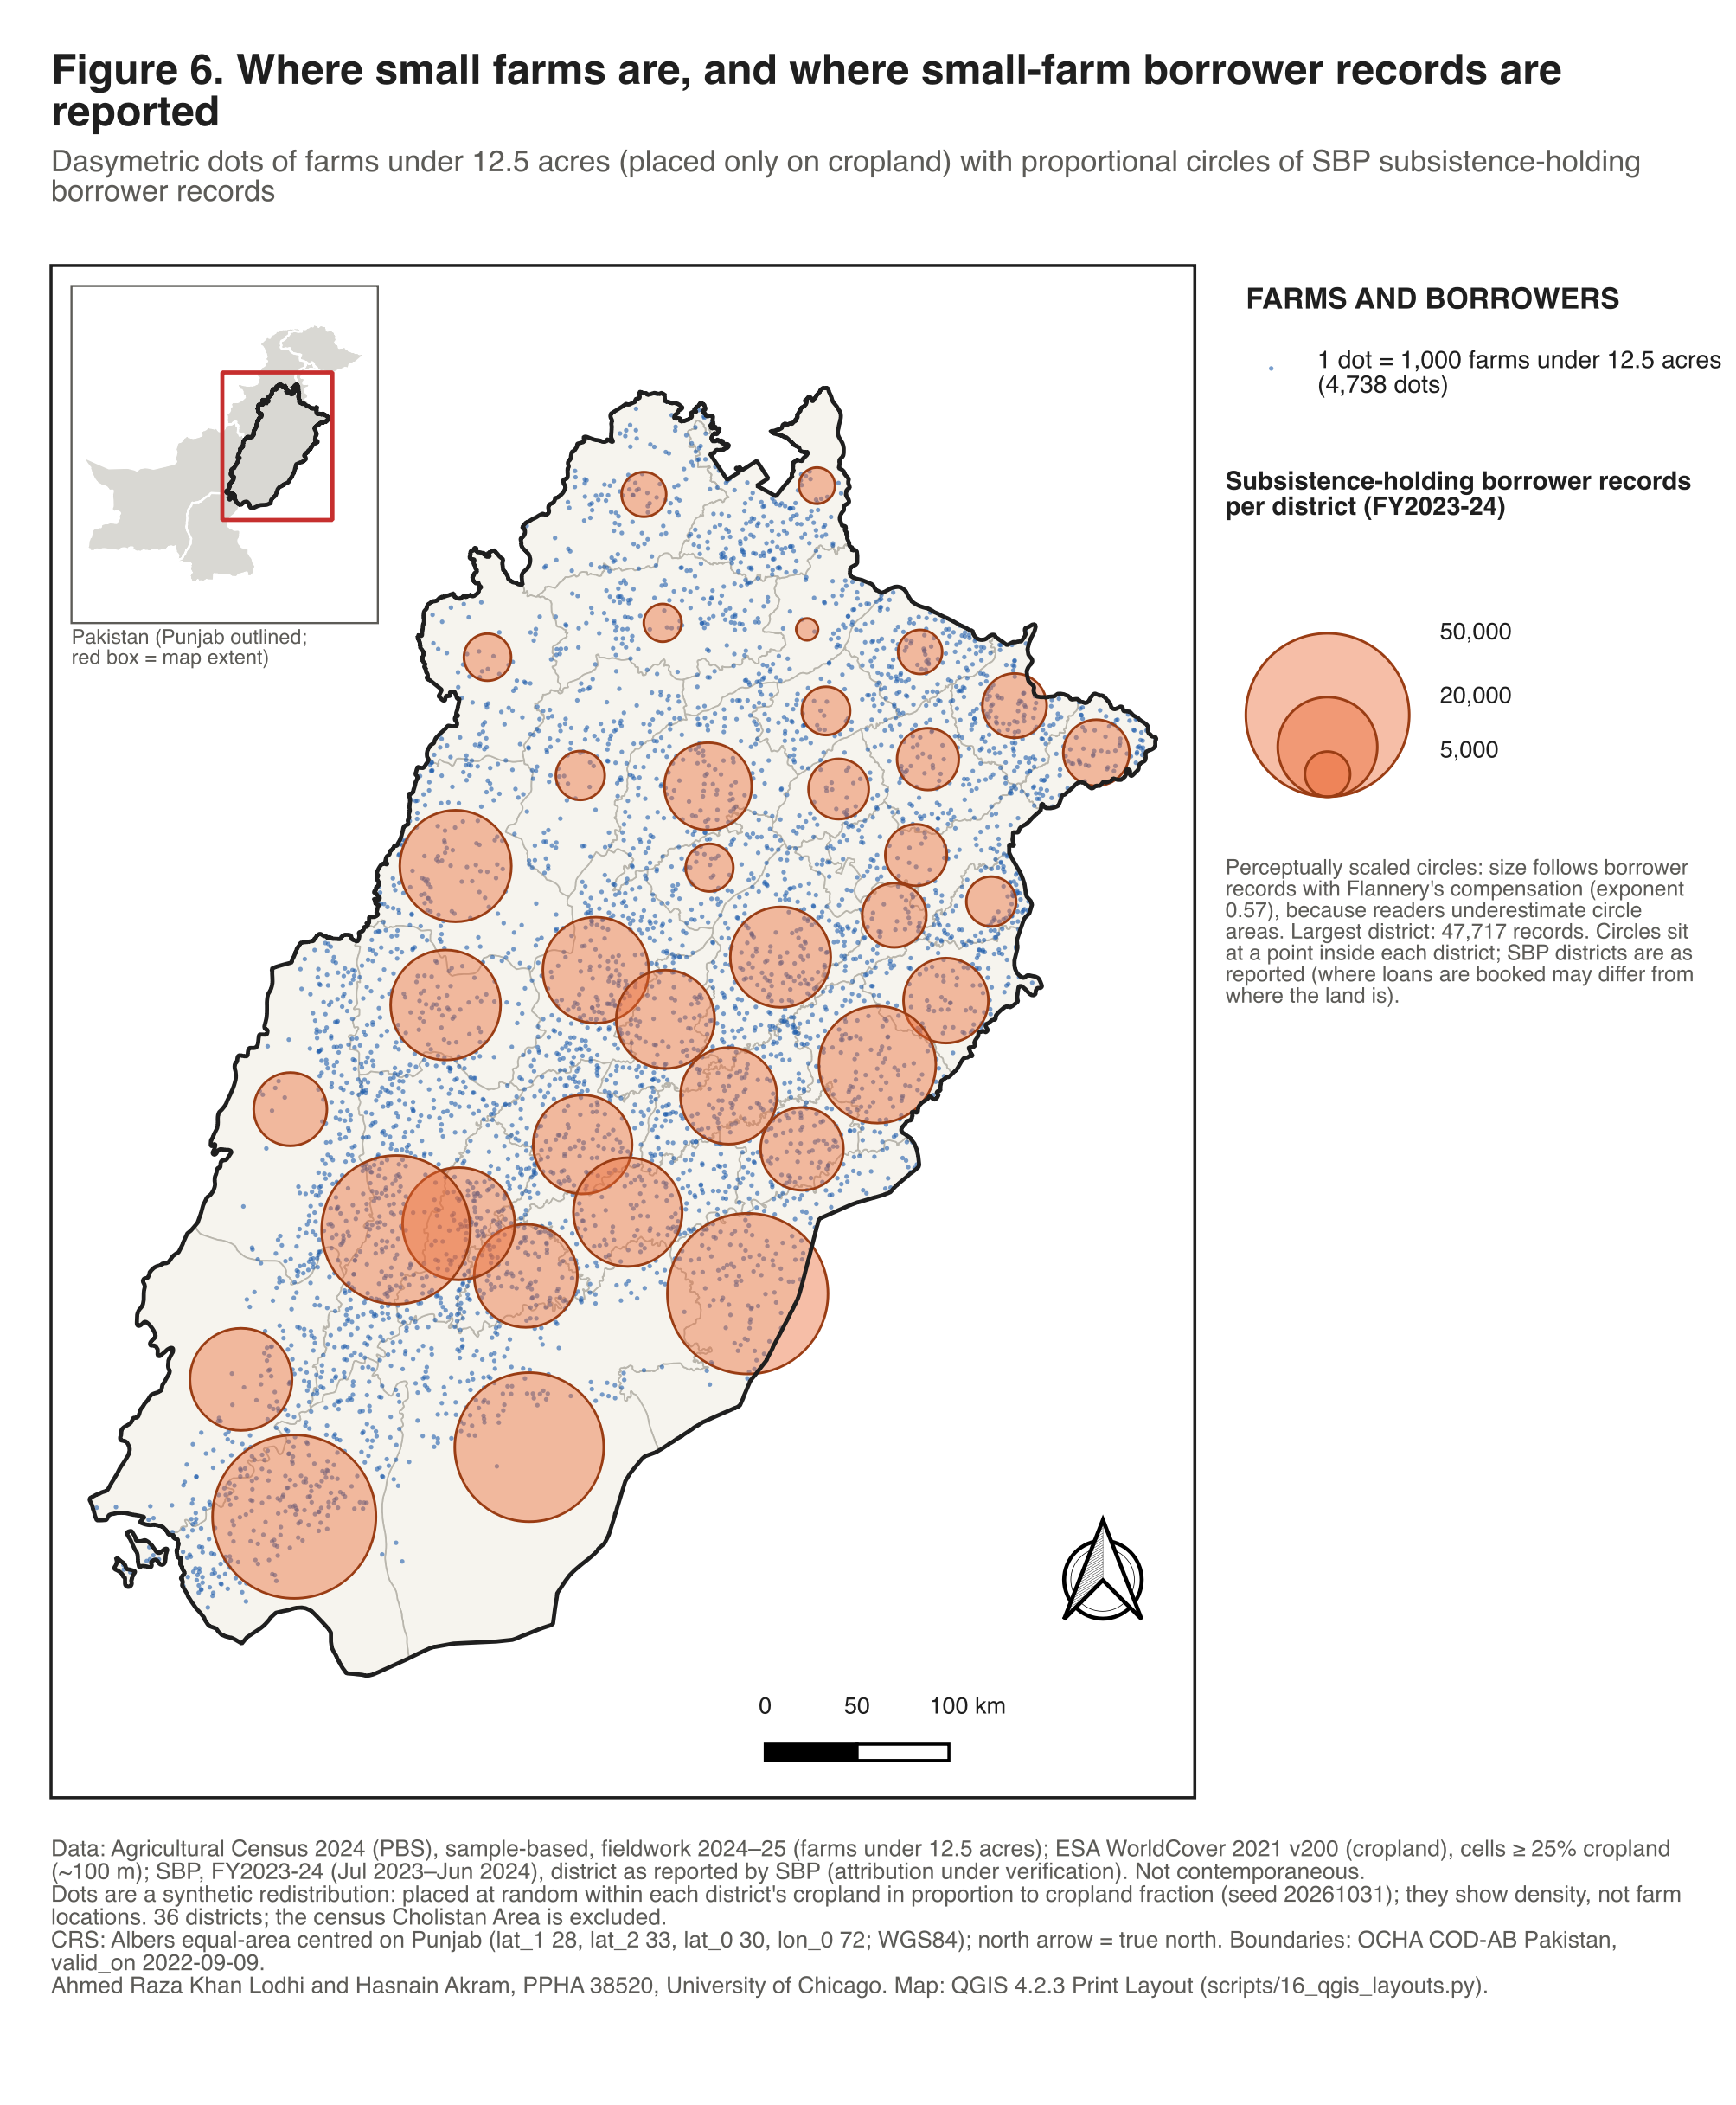 Figure 6. Where small farms are, and where small-farm borrower records are
reported
Dasymetric dots of farms under 12.5 acres (placed only on cropland) with proportional circles of SBP subsistence-holding
borrower records
Pakistan (Punjab outlined;
red box = map extent)
FARMS AND BORROWERS
1 dot = 1,000 farms under 12.5 acres
(4,738 dots)
Subsistence-holding borrower records
per district (FY2023-24)
50,000
20,000
5,000
Perceptually scaled circles: size follows borrower
records with Flannery's compensation (exponent
0.57), because readers underestimate circle
areas. Largest district: 47,717 records. Circles sit
at a point inside each district; SBP districts are as
reported (where loans are booked may differ from
where the land is).
0 50 100 km
Data: Agricultural Census 2024 (PBS), sample-based, fieldwork 2024–25 (farms under 12.5 acres); ESA WorldCover 2021 v200 (cropland), cells ≥ 25% cropland
(~100 m); SBP, FY2023-24 (Jul 2023–Jun 2024), district as reported by SBP (attribution under verification). Not contemporaneous.
Dots are a synthetic redistribution: placed at random within each district's cropland in proportion to cropland fraction (seed 20261031); they show density, not farm
locations. 36 districts; the census Cholistan Area is excluded.
CRS: Albers equal-area centred on Punjab (lat_1 28, lat_2 33, lat_0 30, lon_0 72; WGS84); north arrow = true north. Boundaries: OCHA COD-AB Pakistan,
valid_on 2022-09-09.
Ahmed Raza Khan Lodhi and Hasnain Akram, PPHA 38520, University of Chicago. Map: QGIS 4.2.3 Print Layout (scripts/16_qgis_layouts.py).